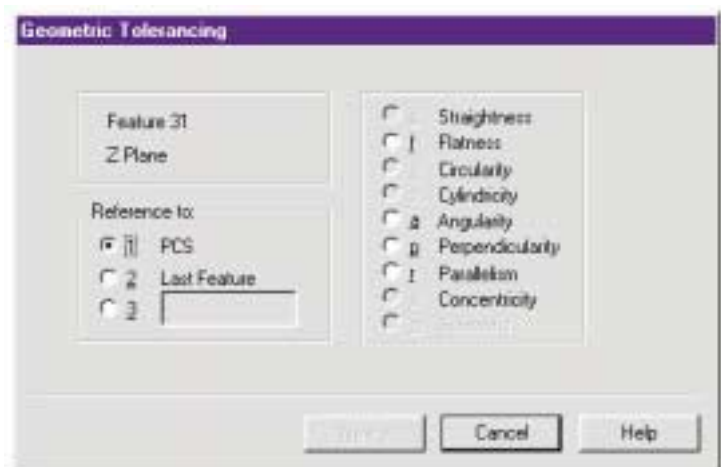 Geometric Tolerancing
Feature 31
Z Plane
Reference to:
1 PCS
2 Last Feature
3
Straightness
f Flatness
Circularity
Cylindricity
a Angularity
p Perpendicularity
r Parallelism
Concentricity
Cancel
Help